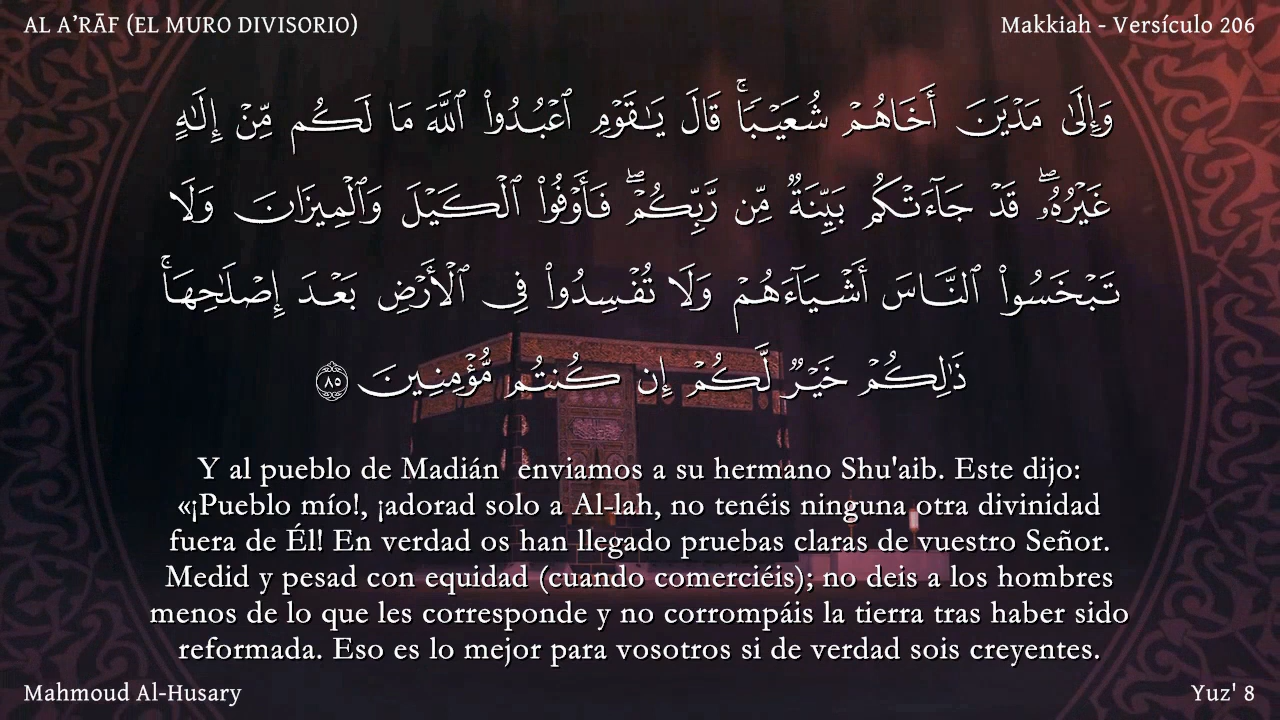 AL A’RĀF (EL MURO DIVISORIO)
Makkiah - Versículo 206
وَإِلَىٰ مَدْيَنَ أَخَاهُمْ شُعَيْبًاۚ قَالَ يَـٰقَوْمِ ٱعْبُدُوا۟ ٱللَّهَ مَا لَكُم مِّنْ إِلَـٰهٍ
غَيْرُهُۥۖ قَدْ جَآءَتْكُم بَيِّنَةٌ مِّن رَّبِّكُمْۖ فَأَوْفُوا۟ ٱلْكَيْلَ وَٱلْمِيزَانَ وَلَا
تَبْخَسُوا۟ ٱلنَّاسَ أَشْيَآءَهُمْ وَلَا تُفْسِدُوا۟ فِى ٱلْأَرْضِ بَعْدَ إِصْلَـٰحِهَاۚ
ذَٰلِكُمْ خَيْرٌ لَّكُمْ إِن كُنتُم مُّؤْمِنِينَ ۝٨٥
Y al pueblo de Madián  enviamos a su hermano Shu'aib. Este dijo:
«¡Pueblo mío!, ¡adorad solo a Al-lah, no tenéis ninguna otra divinidad
fuera de Él! En verdad os han llegado pruebas claras de vuestro Señor.
Medid y pesad con equidad (cuando comerciéis); no deis a los hombres
menos de lo que les corresponde y no corrompáis la tierra tras haber sido
reformada. Eso es lo mejor para vosotros si de verdad sois creyentes.
Mahmoud Al-Husary
Yuz' 8